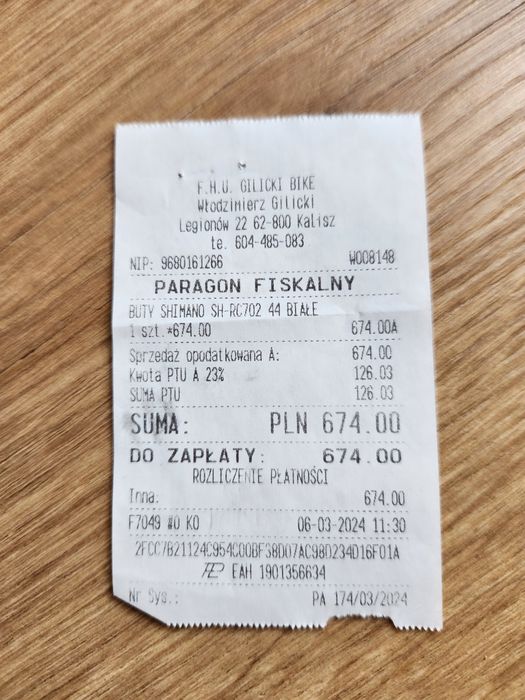 F.H.U. GILICKI BIKE
Włodzimierz Gilicki
Legionów 22 62-800 Kalisz
te. 604-485-083
NIP: 9680161266 W008148
PARAGON FISKALNY
BUTY SHIMANO SH-RC702 44 BIAŁE
1 szt.*674.00 674.00A
Sprzedaż opodatkowana A: 674.00
Kwota PTU A 23% 126.03
SUMA PTU 126.03
SUMA: PLN 674.00
DO ZAPŁATY: 674.00
ROZLICZENIE PŁATNOŚCI
Inna: 674.00
F7049 #0 KO 06-03-2024 11:30
2FCC7B21124C954C00BF38D07AC98D234D16F01A
EAH 1901356634
Nr Sys.: PA 174/03/2024